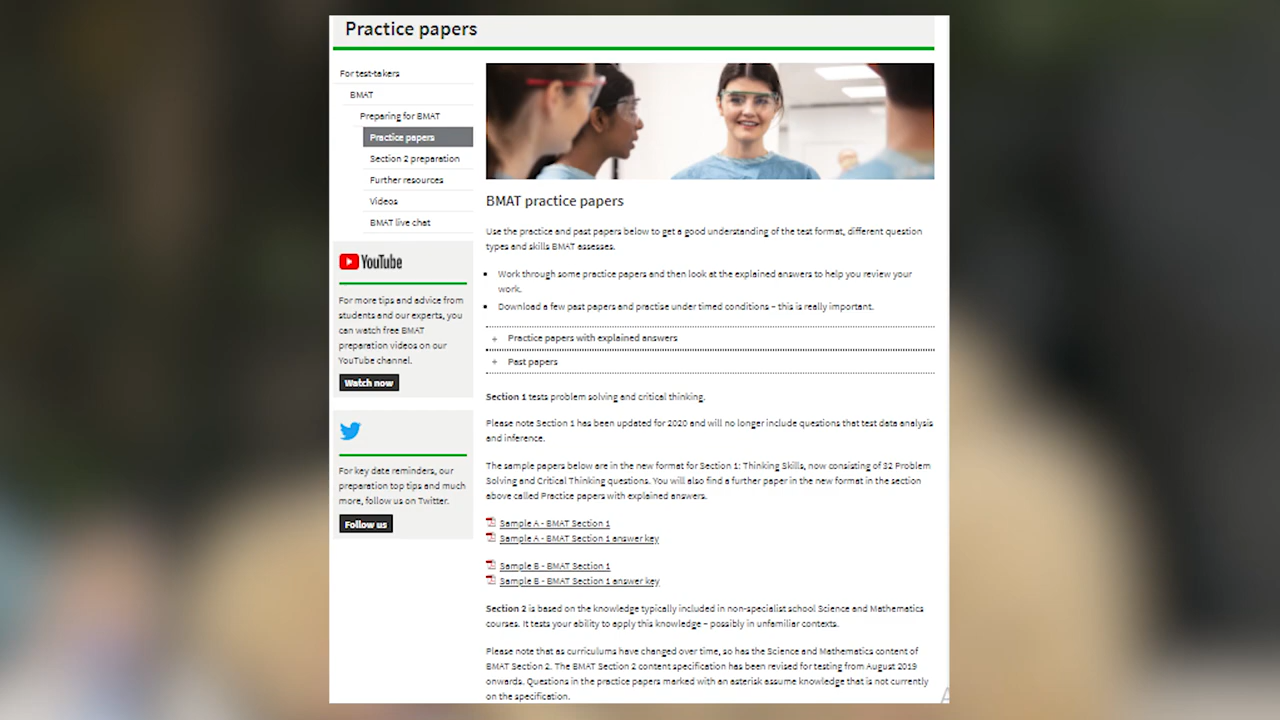 Practice papers
For test-takers
BMAT
Preparing for BMAT
Practice papers
Section 2 preparation
Further resources
Videos
BMAT live chat
YouTube
For more tips and advice from
students and our experts, you
can watch free BMAT
preparation videos on our
YouTube channel.
Watch now
For key date reminders, our
preparation top tips and much
more, follow us on Twitter.
Follow us
BMAT practice papers
Use the practice and past papers below to get a good understanding of the test format, different question
types and skills BMAT assesses.
Work through some practice papers and then look at the explained answers to help you review your
work.
Download a few past papers and practise under timed conditions – this is really important.
+ Practice papers with explained answers
+ Past papers
Section 1 tests problem solving and critical thinking.
Please note Section 1 has been updated for 2020 and will no longer include questions that test data analysis
and inference.
The sample papers below are in the new format for Section 1: Thinking Skills, now consisting of 32 Problem
Solving and Critical Thinking questions. You will also find a further paper in the new format in the section
above called Practice papers with explained answers.
Sample A - BMAT Section 1
Sample A - BMAT Section 1 answer key
Sample B - BMAT Section 1
Sample B - BMAT Section 1 answer key
Section 2 is based on the knowledge typically included in non-specialist school Science and Mathematics
courses. It tests your ability to apply this knowledge – possibly in unfamiliar contexts.
Please note that as curriculums have changed over time, so has the Science and Mathematics content of
BMAT Section 2. The BMAT Section 2 content specification has been revised for testing from August 2019
onwards. Questions in the practice papers marked with an asterisk assume knowledge that is not currently
on the specification.